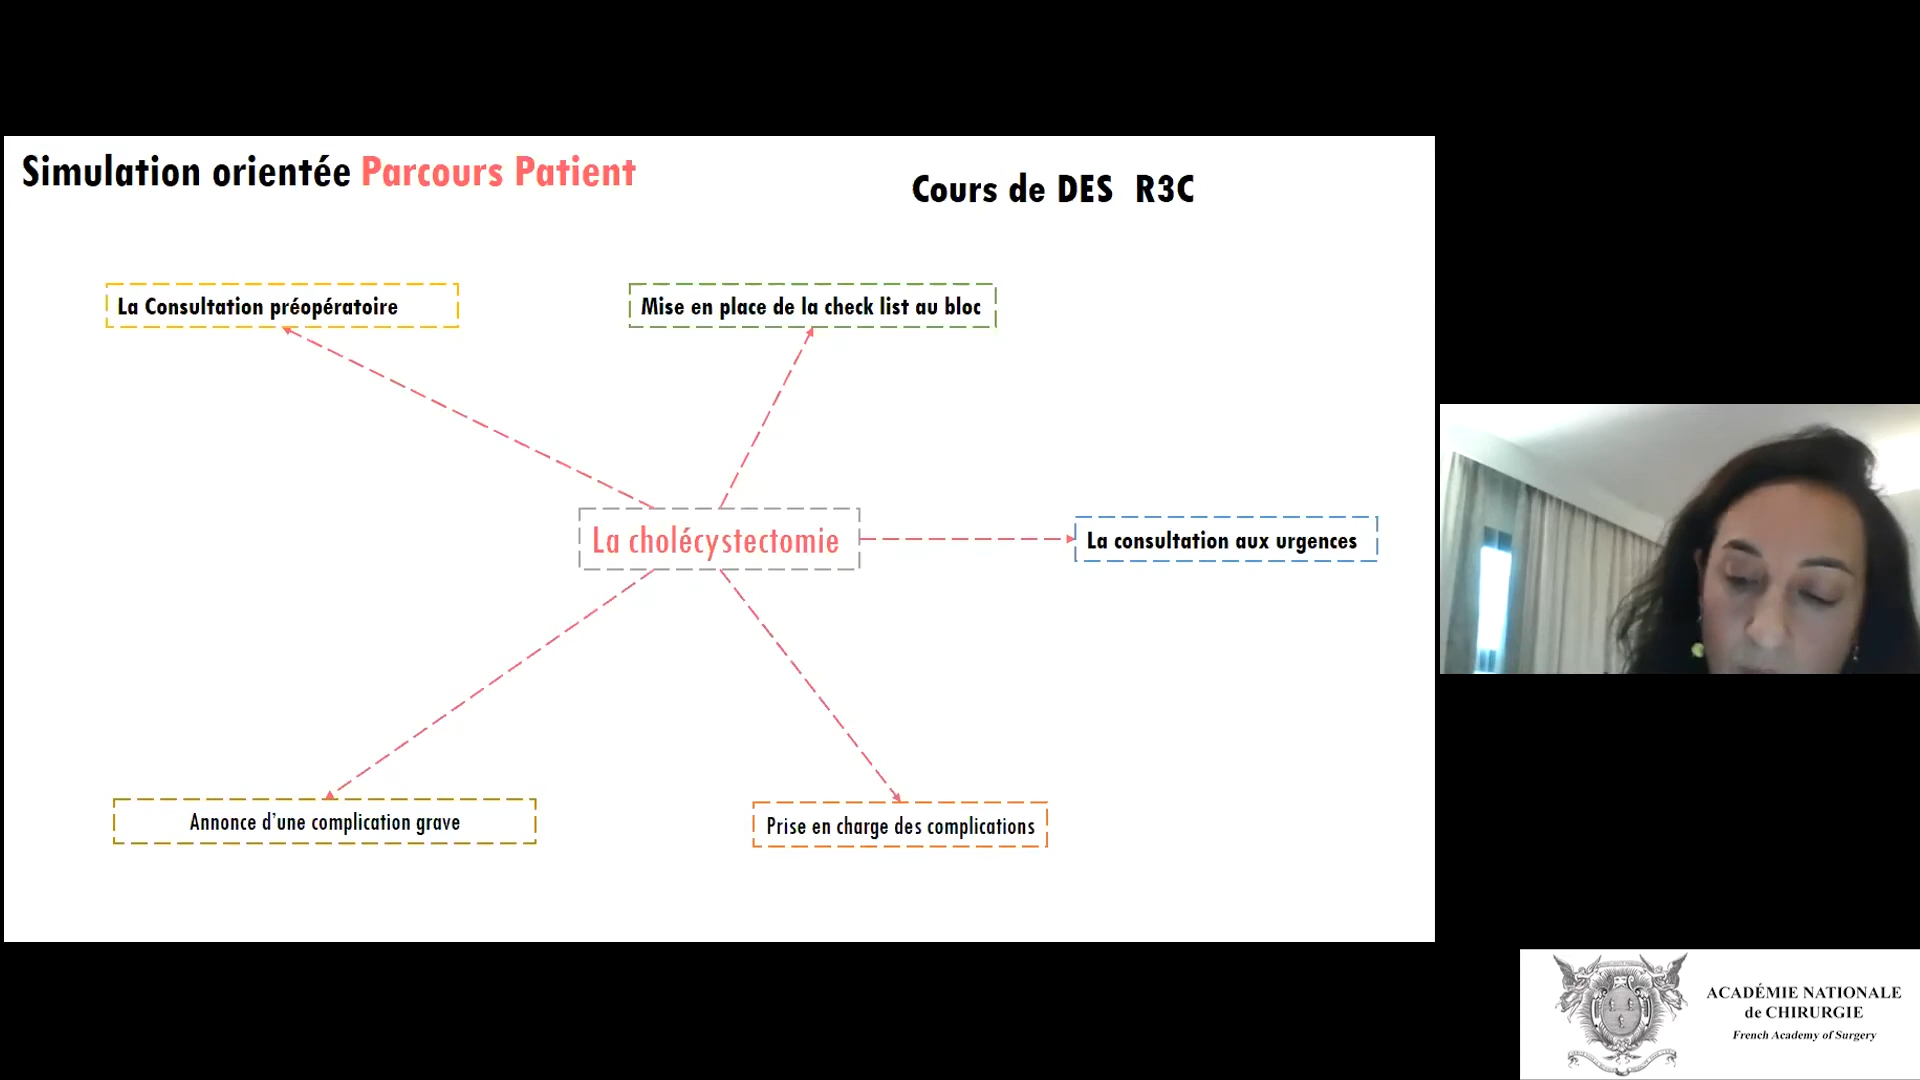 Simulation orientée Parcours Patient
Cours de DES R3C
La Consultation préopératoire
Mise en place de la check list au bloc
La cholécystectomie
La consultation aux urgences
Annonce d’une complication grave
Prise en charge des complications
ACADÉMIE NATIONALE
de CHIRURGIE
French Academy of Surgery